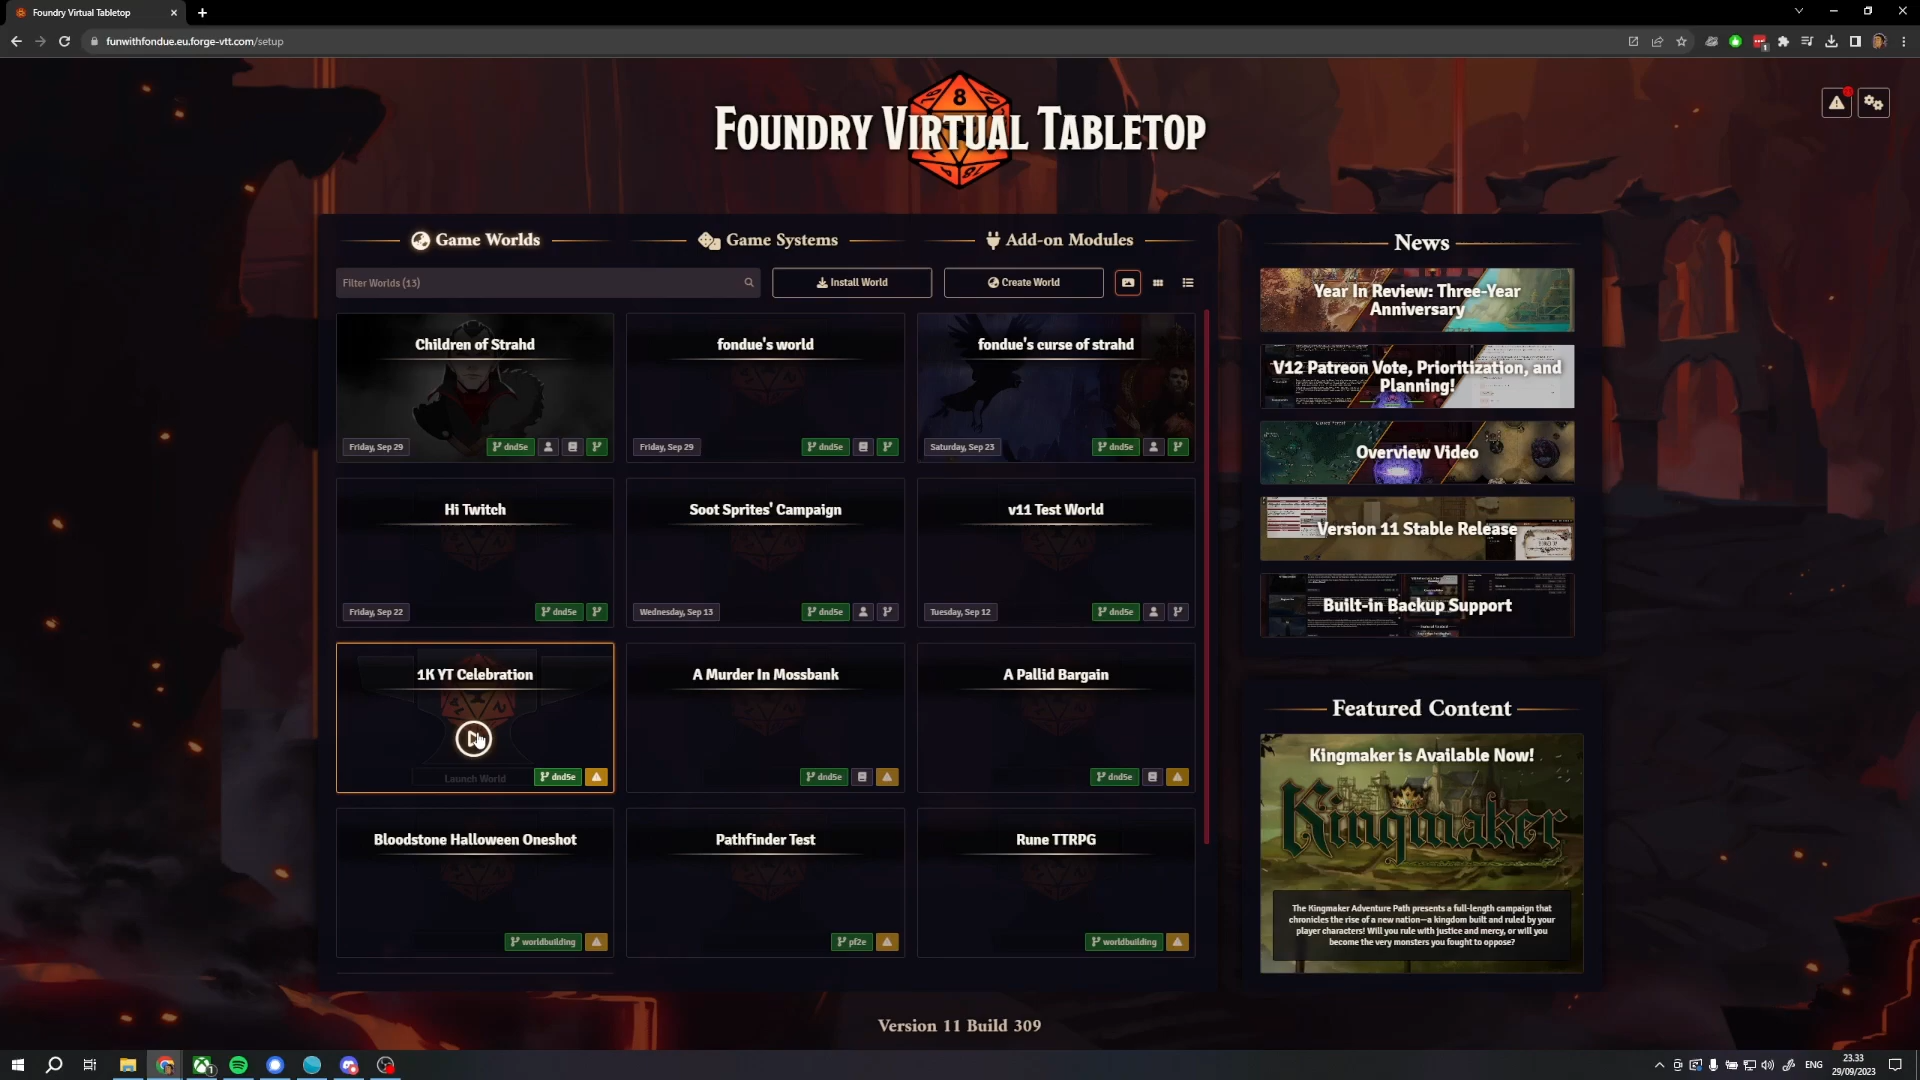 Foundry Virtual Tabletop
funwithfondue.eu.forge-vtt.com/setup
8
Foundry Virtual Tabletop
Game Worlds
Game Systems
Add-on Modules
Filter Worlds (13)
Install World
Create World
Children of Strahd
Friday, Sep 29
dnd5e
fondue's world
Friday, Sep 29
dnd5e
fondue's curse of strahd
Saturday, Sep 23
dnd5e
Hi Twitch
Friday, Sep 22
dnd5e
Soot Sprites' Campaign
Wednesday, Sep 13
dnd5e
v11 Test World
Tuesday, Sep 12
dnd5e
1K YT Celebration
Launch World
dnd5e
A Murder In Mossbank
dnd5e
A Pallid Bargain
dnd5e
Bloodstone Halloween Oneshot
worldbuilding
Pathfinder Test
pf2e
Rune TTRPG
worldbuilding
News
Year In Review: Three-Year
Anniversary
V12 Patreon Vote, Prioritization, and
Planning!
Overview Video
Version 11 Stable Release
Built-in Backup Support
Featured Content
Kingmaker is Available Now!
Kingmaker
The Kingmaker Adventure Path presents a full-length campaign that
chronicles the rise of a new nation—a kingdom built and ruled by your
player characters! Will you rule with justice and mercy, or will you
become the very monsters you fought to oppose?
Version 11 Build 309
ENG
23.33
29/09/2023